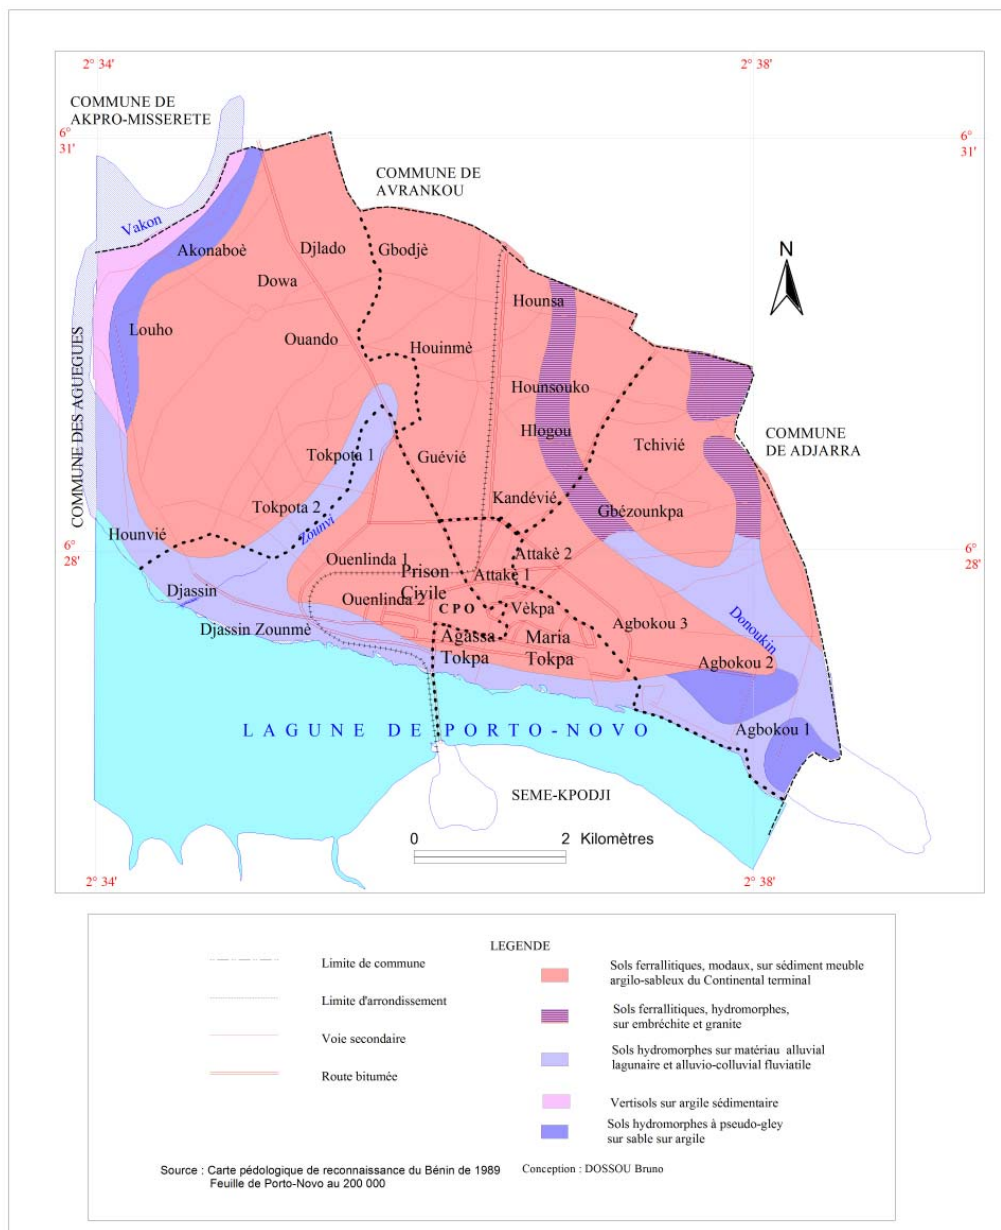 2° 34'
2° 38'
COMMUNE DE
AKPRO-MISSERETE
6°
31'
6°
31'
COMMUNE DE
AVRANKOU
Vakon
N
Akonaboè
Djlado
Gbodjè
Dowa
Hounsa
Louho
Ouando
Houinmè
COMMUNE DES AGUEGUES
Hounsouko
Hlogou
Tchivié
COMMUNE
DE ADJARRA
Tokpota 1
Guévié
Kandévié
Tokpota 2
Gbézounkpa
Zounvi
Hounvié
6°
28'
6°
28'
Ouenlinda 1
Attakè 2
Prison
Civile
Attakè 1
Djassin
Ouenlinda 2
CPO
Vèkpa
Djassin Zounmè
Agassa
Tokpa
Maria
Tokpa
Agbokou 3
Donoukin
Agbokou 2
Agbokou 1
LAGUNE DE PORTO-NOVO
SEME-KPODJI
0 2 Kilomètres
2° 34'
2° 38'
LEGENDE
Limite de commune
Limite d'arrondissement
Voie secondaire
Route bitumée
Sols ferrallitiques, modaux, sur sédiment meuble
argilo-sableux du Continental terminal
Sols ferrallitiques, hydromorphes,
sur embréchite et granite
Sols hydromorphes sur matériau alluvial
lagunaire et alluvio-colluvial fluviatile
Vertisols sur argile sédimentaire
Sols hydromorphes à pseudo-gley
sur sable sur argile
Source : Carte pédologique de reconnaissance du Bénin de 1989
Feuille de Porto-Novo au 200 000
Conception : DOSSOU Bruno